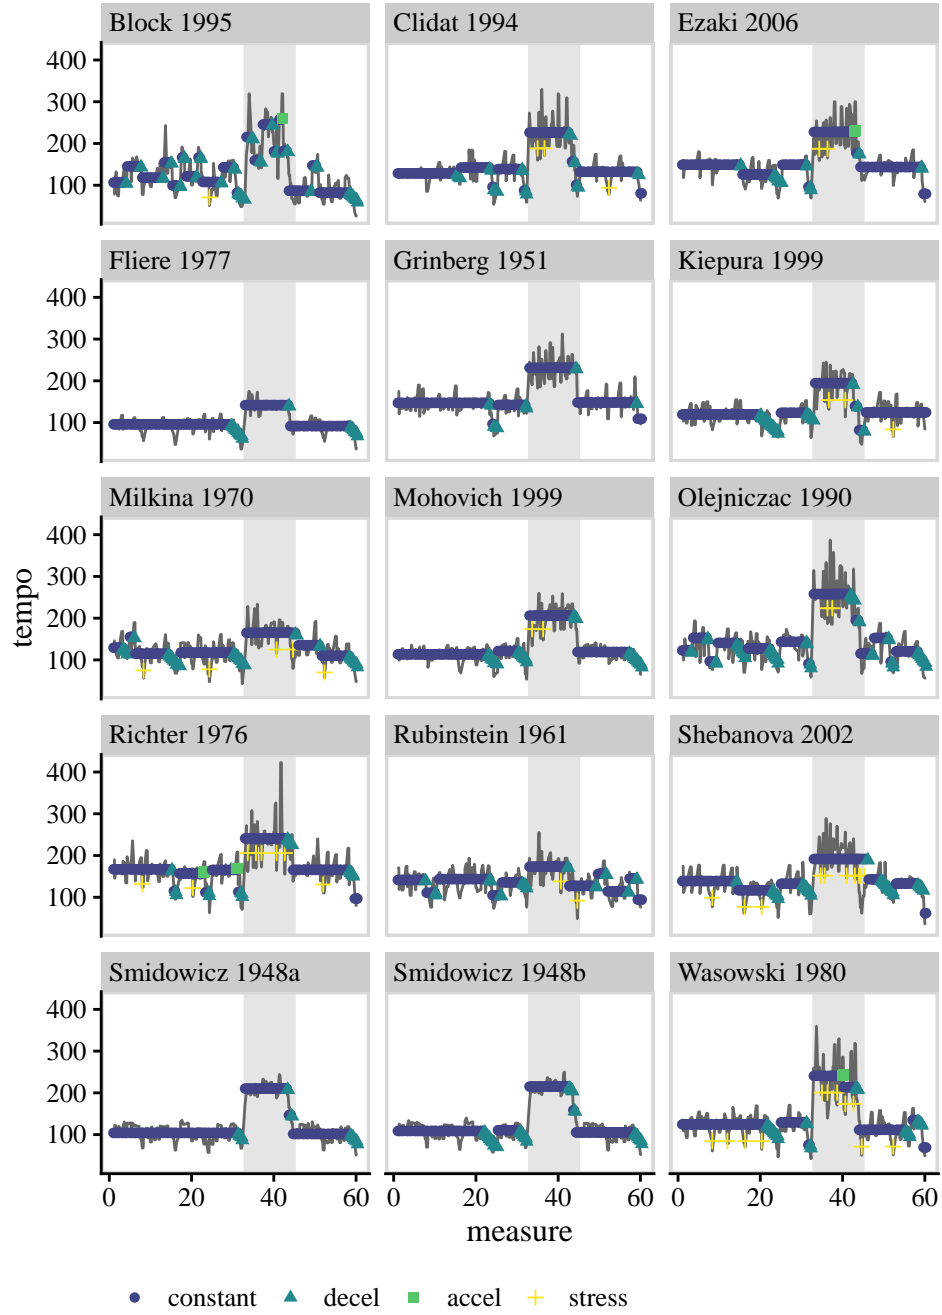 Block 1995 Clidat 1994 Ezaki 2006
400
300
200
100
Fliere 1977 Grinberg 1951 Kiepura 1999
400
300
200
100
Milkina 1970 Mohovich 1999 Olejniczac 1990
400
300
200
100
tempo
Richter 1976 Rubinstein 1961 Shebanova 2002
400
300
200
100
Smidowicz 1948a Smidowicz 1948b Wasowski 1980
400
300
200
100
0 20 40 60 0 20 40 60 0 20 40 60
measure
constant decel accel stress